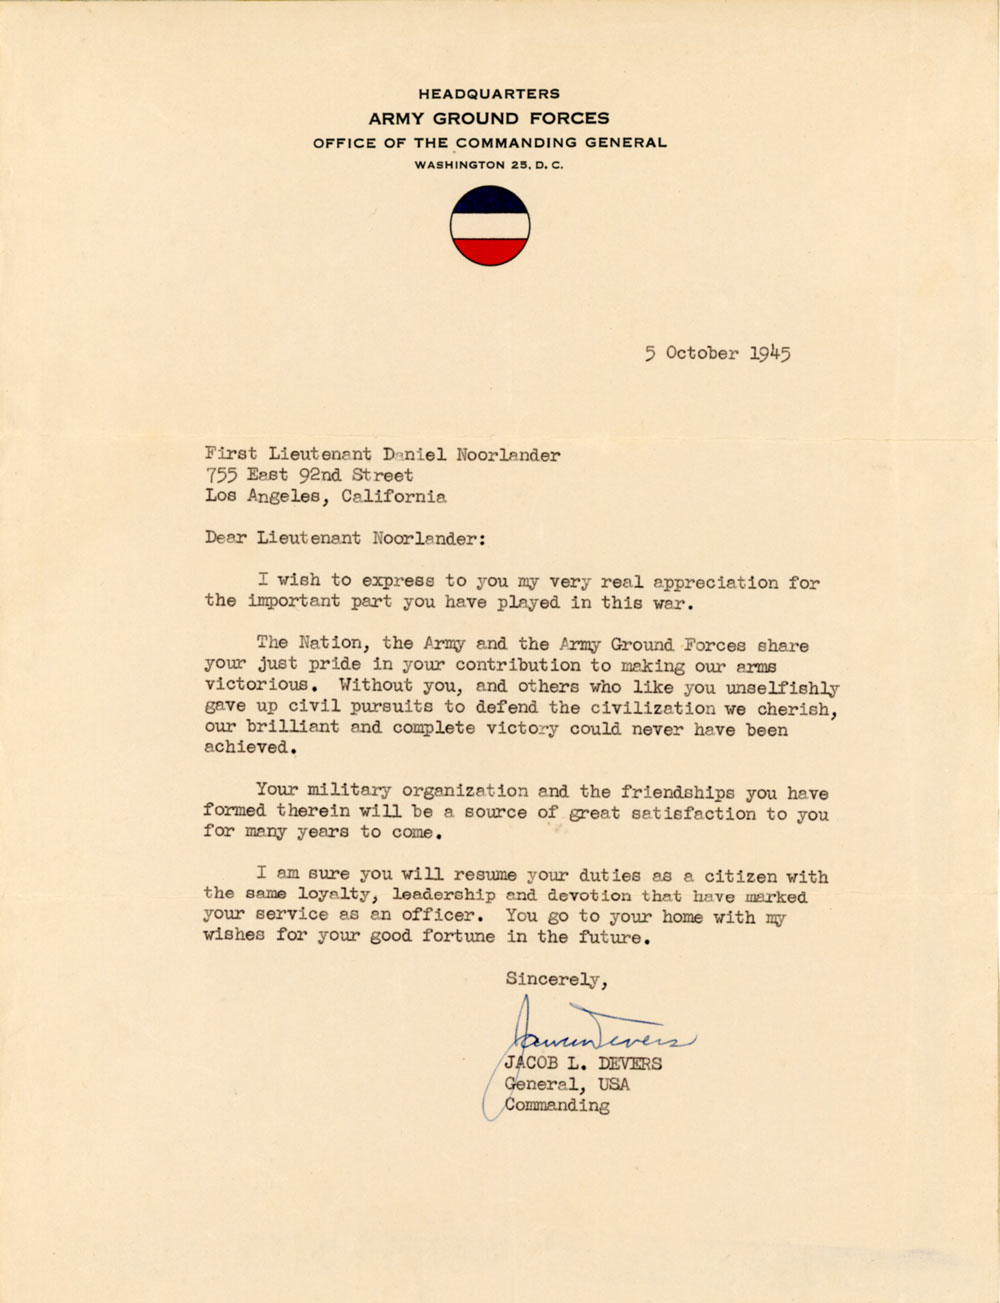 HEADQUARTERS
ARMY GROUND FORCES
OFFICE OF THE COMMANDING GENERAL
WASHINGTON 25, D. C.
5 October 1945
First Lieutenant Daniel Noorlander
755 East 92nd Street
Los Angeles, California
Dear Lieutenant Noorlander:
I wish to express to you my very real appreciation for
the important part you have played in this war.
The Nation, the Army and the Army Ground Forces share
your just pride in your contribution to making our arms
victorious. Without you, and others who like you unselfishly
gave up civil pursuits to defend the civilization we cherish,
our brilliant and complete victory could never have been
achieved.
Your military organization and the friendships you have
formed therein will be a source of great satisfaction to you
for many years to come.
I am sure you will resume your duties as a citizen with
the same loyalty, leadership and devotion that have marked
your service as an officer. You go to your home with my
wishes for your good fortune in the future.
Sincerely,
Jacob L Devers
JACOB L. DEVERS
General, USA
Commanding